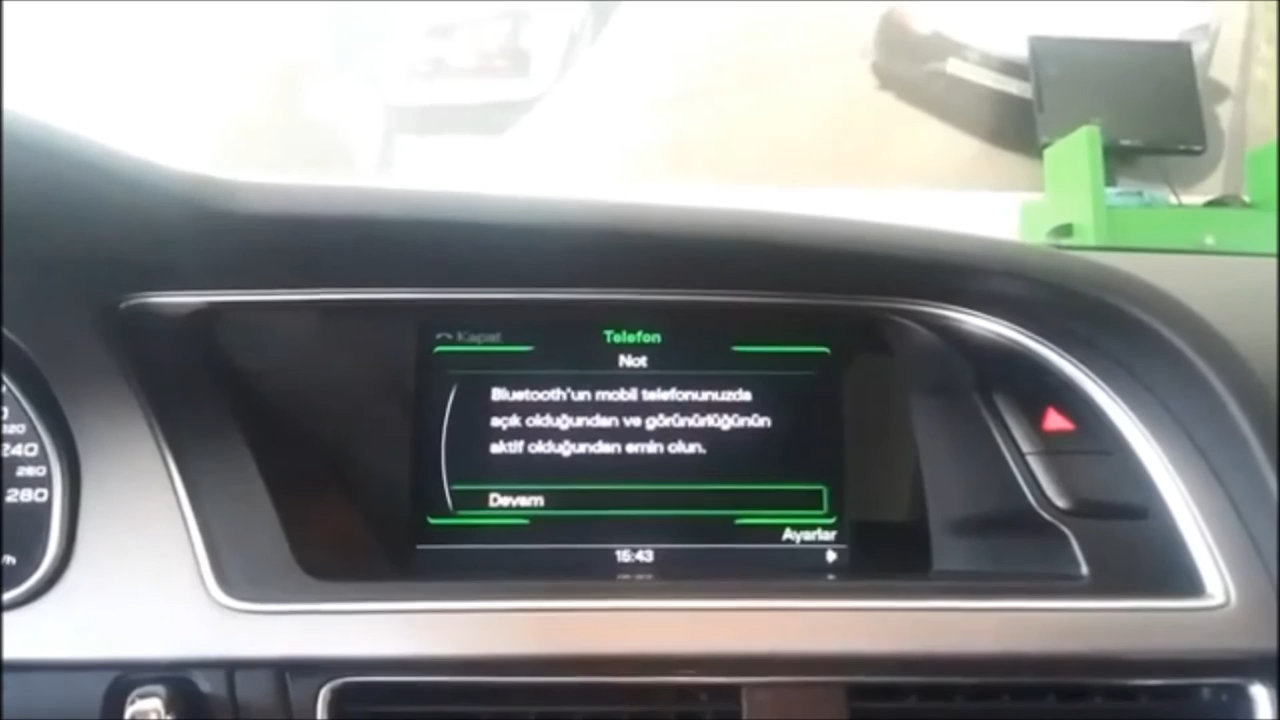 Kapat
Telefon
Not
Bluetooth'un mobil telefonunuzda
açık olduğundan ve görünürlüğünün
aktif olduğundan emin olun.
Devam
Ayarlar
15:43
120
240
260
280